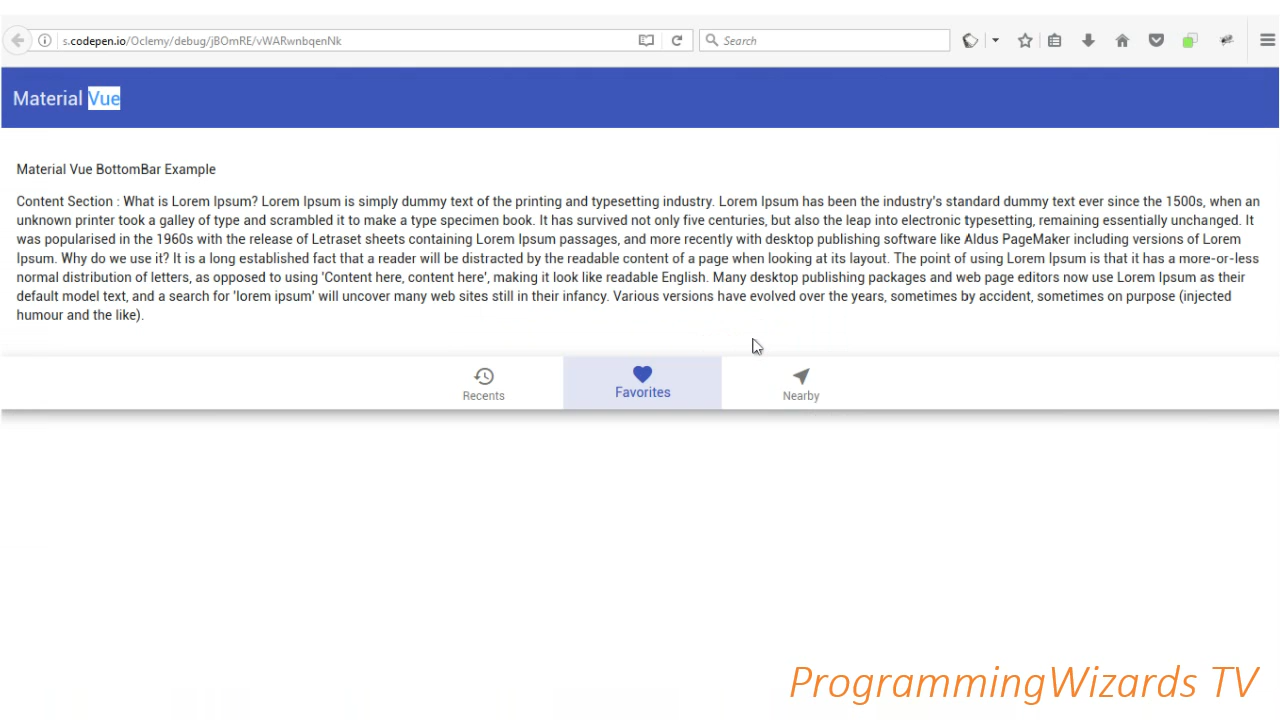 s.codepen.io/Oclemy/debug/jBOmRE/vWARwnbqenNk
Search
Material Vue
Material Vue BottomBar Example
Content Section : What is Lorem Ipsum? Lorem Ipsum is simply dummy text of the printing and typesetting industry. Lorem Ipsum has been the industry's standard dummy text ever since the 1500s, when an
unknown printer took a galley of type and scrambled it to make a type specimen book. It has survived not only five centuries, but also the leap into electronic typesetting, remaining essentially unchanged. It
was popularised in the 1960s with the release of Letraset sheets containing Lorem Ipsum passages, and more recently with desktop publishing software like Aldus PageMaker including versions of Lorem
Ipsum. Why do we use it? It is a long established fact that a reader will be distracted by the readable content of a page when looking at its layout. The point of using Lorem Ipsum is that it has a more-or-less
normal distribution of letters, as opposed to using 'Content here, content here', making it look like readable English. Many desktop publishing packages and web page editors now use Lorem Ipsum as their
default model text, and a search for 'lorem ipsum' will uncover many web sites still in their infancy. Various versions have evolved over the years, sometimes by accident, sometimes on purpose (injected
humour and the like).
Recents
Favorites
Nearby
ProgrammingWizards TV